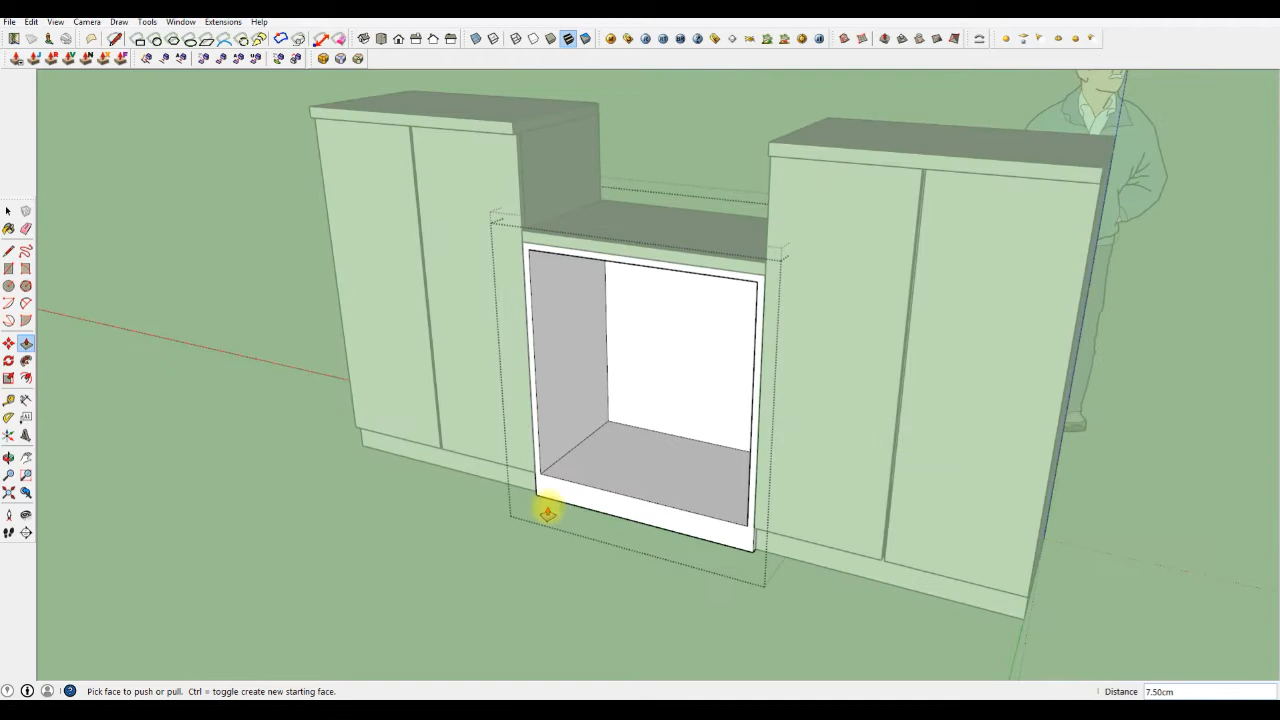 File Edit View Camera Draw Tools Window Extensions Help
Pick face to push or pull. Ctrl = toggle create new starting face.
Distance 7.50cm